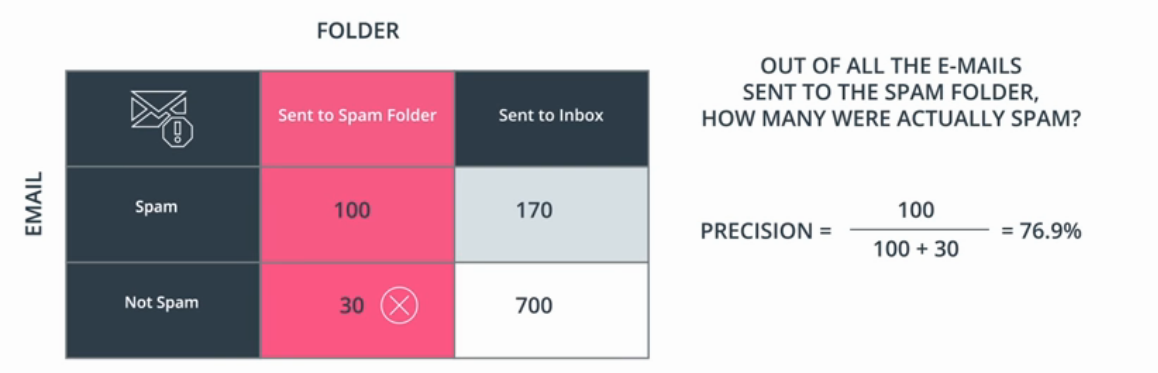 FOLDER
EMAIL
Sent to Spam Folder
Sent to Inbox
Spam
100
170
Not Spam
30
700
OUT OF ALL THE E-MAILS
SENT TO THE SPAM FOLDER,
HOW MANY WERE ACTUALLY SPAM?
PRECISION = 100 / 100 + 30 = 76.9%